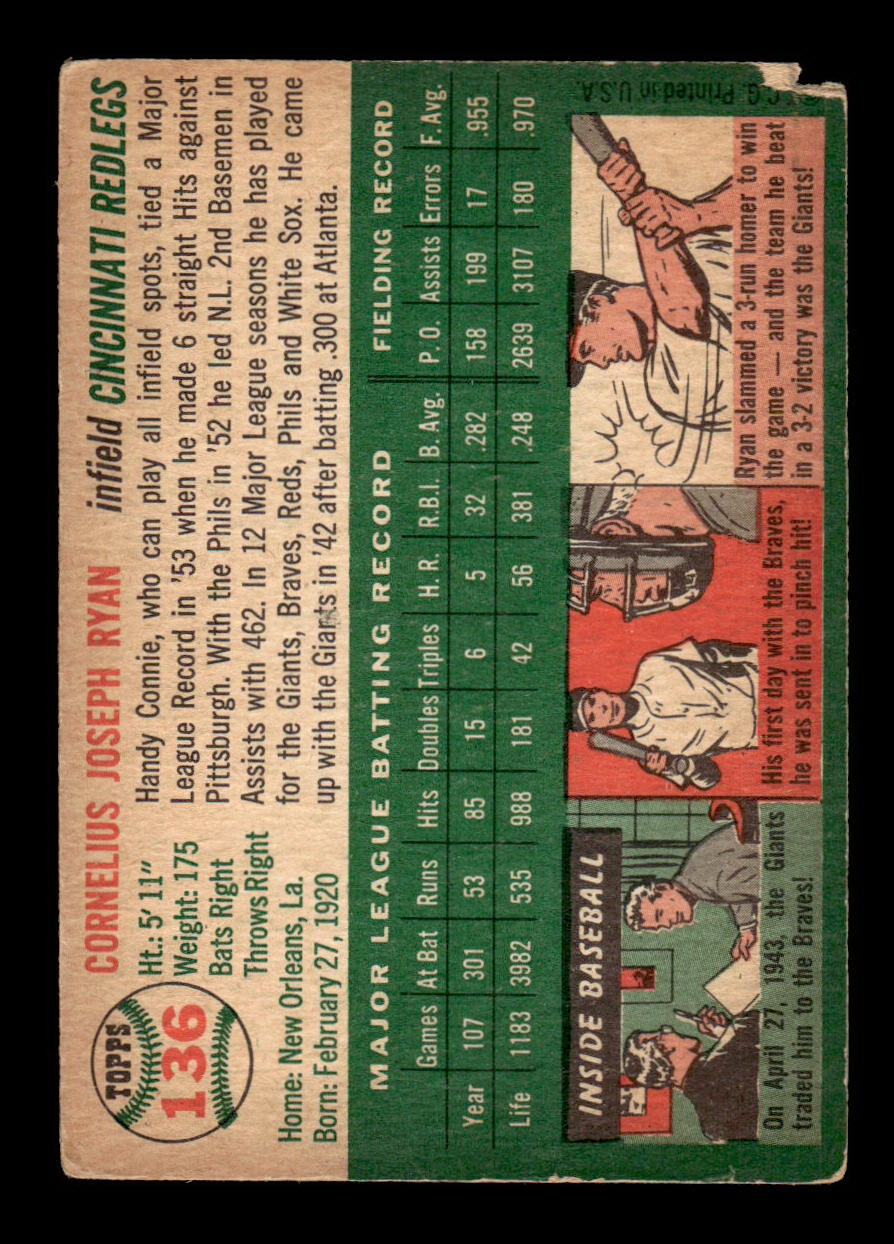 TOPPS
136
CORNELIUS JOSEPH RYAN infield CINCINNATI REDLEGS
Ht.: 5' 11"
Weight: 175
Bats Right
Throws Right
Home: New Orleans, La.
Born: February 27, 1920
Handy Connie, who can play all infield spots, tied a Major
League Record in '53 when he made 6 straight Hits against
Pittsburgh. With the Phils in '52 he led N.L. 2nd Basemen in
Assists with 462. In 12 Major League seasons he has played
for the Giants, Braves, Reds, Phils and White Sox. He came
up with the Giants in '42 after batting .300 at Atlanta.
MAJOR LEAGUE BATTING RECORD FIELDING RECORD
Games At Bat Runs Hits Doubles Triples H. R. R.B.I. B. Avg. P. O. Assists Errors F. Avg.
Year 107 301 53 85 15 6 5 32 .282 158 199 17 .955
Life 1183 3982 535 988 181 42 56 381 .248 2639 3107 180 .970
INSIDE BASEBALL
On April 27, 1943, the Giants
traded him to the Braves!
His first day with the Braves,
he was sent in to pinch hit!
Ryan slammed a 3-run homer to win
the game — and the team he beat
in a 3-2 victory was the Giants!
C.G. Printed in U.S.A.